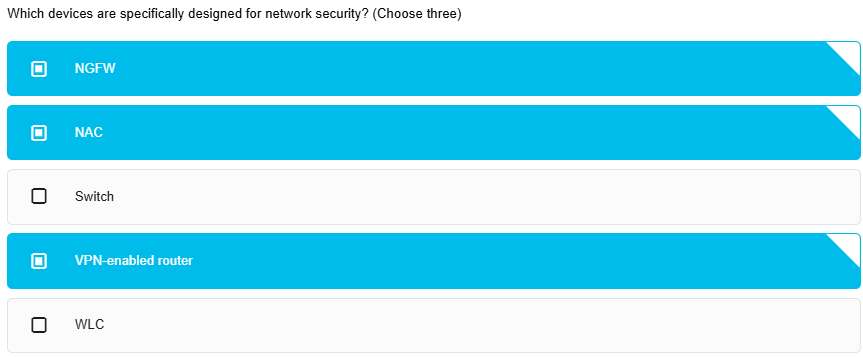 Which devices are specifically designed for network security? (Choose three)
NGFW
NAC
Switch
VPN-enabled router
WLC